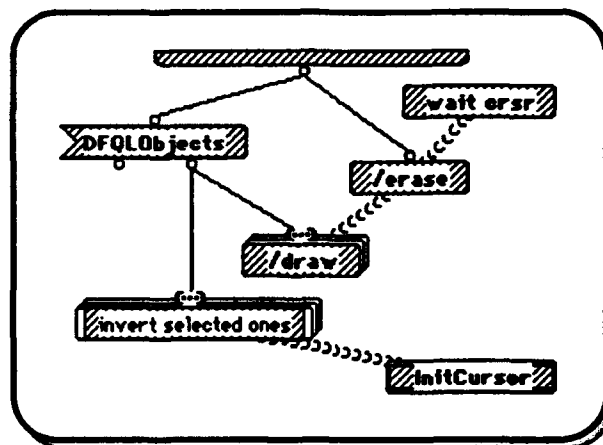 wait crsr
DFQLObjects
/erase
/draw
invert selected ones
InitCursor